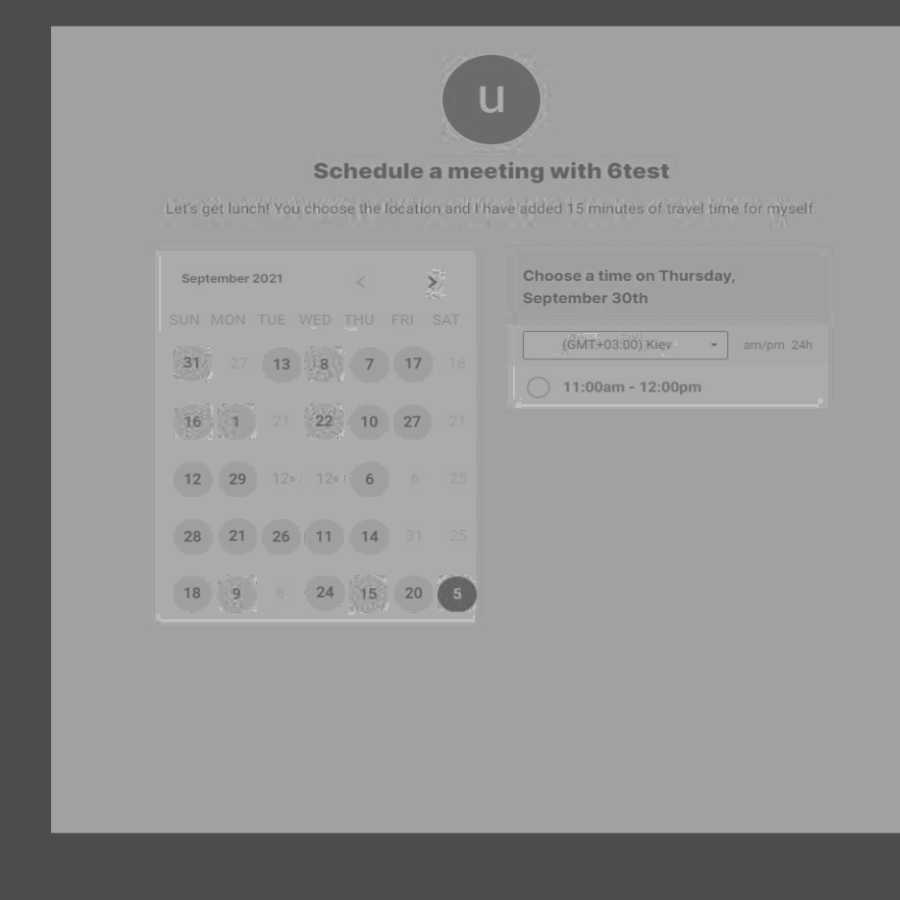 u
Schedule a meeting with 6test
Let's get lunch! You choose the location and I have added 15 minutes of travel time for myself.
September 2021 < >
SUN MON TUE WED THU FRI SAT
31 27 13 8 7 17 16
16 1 21 22 10 27 21
12 29 12 12 6 6 25
28 21 26 11 14 31 25
18 9 8 24 15 20 5
Choose a time on Thursday,
September 30th
(GMT+03:00) Kiev am/pm 24h
11:00am - 12:00pm